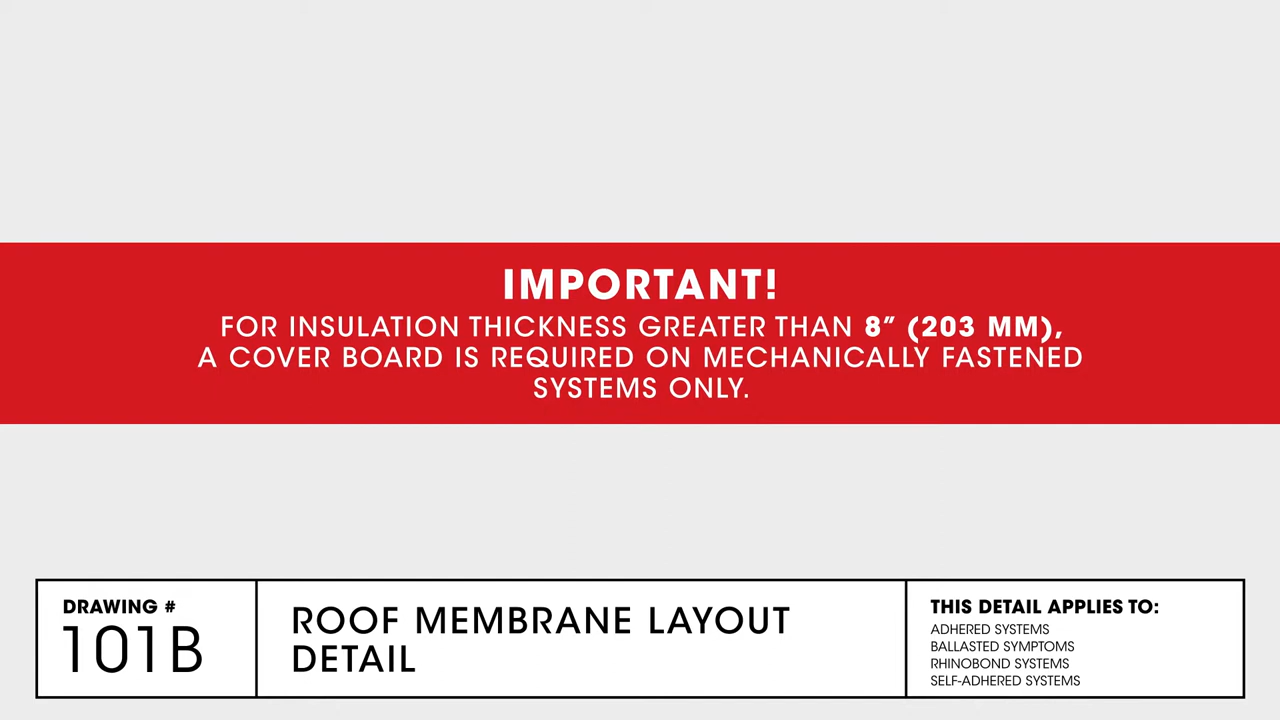 IMPORTANT!
FOR INSULATION THICKNESS GREATER THAN 8” (203 MM),
A COVER BOARD IS REQUIRED ON MECHANICALLY FASTENED
SYSTEMS ONLY.
DRAWING #
101B
ROOF MEMBRANE LAYOUT
DETAIL
THIS DETAIL APPLIES TO:
ADHERED SYSTEMS
BALLASTED SYMPTOMS
RHINOBOND SYSTEMS
SELF-ADHERED SYSTEMS